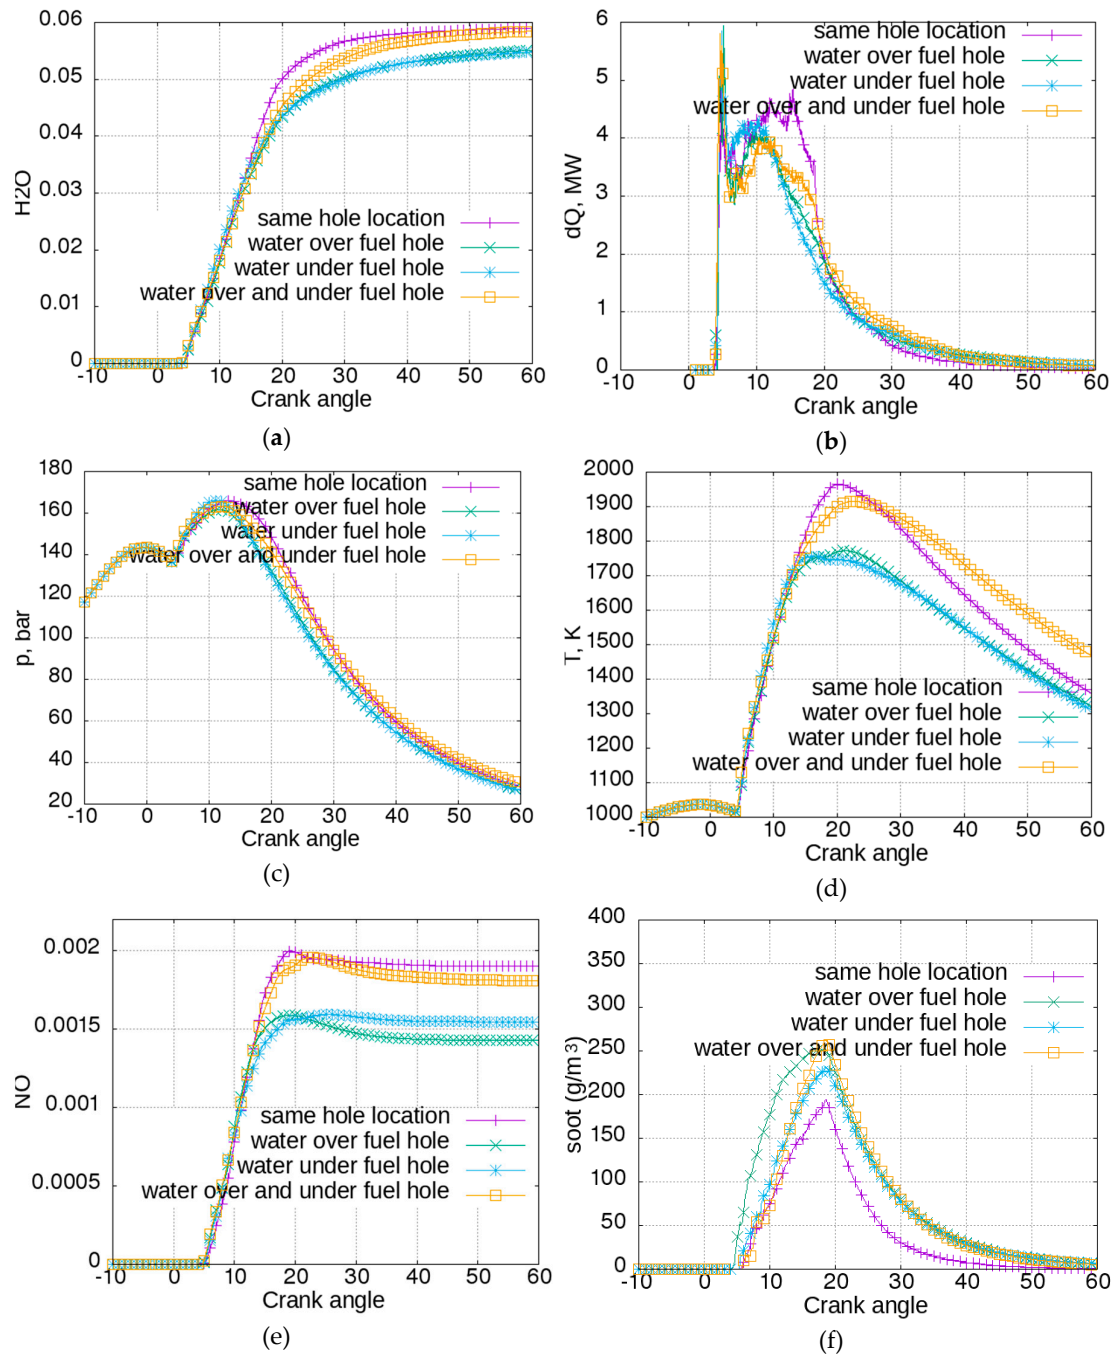 0.06
0.05
0.04
0.03
0.02
0.01
0
H2O
same hole location
water over fuel hole
water under fuel hole
water over and under fuel hole
-10 0 10 20 30 40 50 60
Crank angle
(a)
6
5
4
3
2
1
0
dQ, MW
same hole location
water over fuel hole
water under fuel hole
water over and under fuel hole
-10 0 10 20 30 40 50 60
Crank angle
(b)
180
160
140
120
100
80
60
40
20
p, bar
same hole location
water over fuel hole
water under fuel hole
water over and under fuel hole
-10 0 10 20 30 40 50 60
Crank angle
(c)
2000
1900
1800
1700
1600
1500
1400
1300
1200
1100
1000
T, K
same hole location
water over fuel hole
water under fuel hole
water over and under fuel hole
-10 0 10 20 30 40 50 60
Crank angle
(d)
0.002
0.0015
0.001
0.0005
0
NO
same hole location
water over fuel hole
water under fuel hole
water over and under fuel hole
-10 0 10 20 30 40 50 60
Crank angle
(e)
400
350
300
250
200
150
100
50
0
soot (g/m³)
same hole location
water over fuel hole
water under fuel hole
water over and under fuel hole
-10 0 10 20 30 40 50 60
Crank angle
(f)